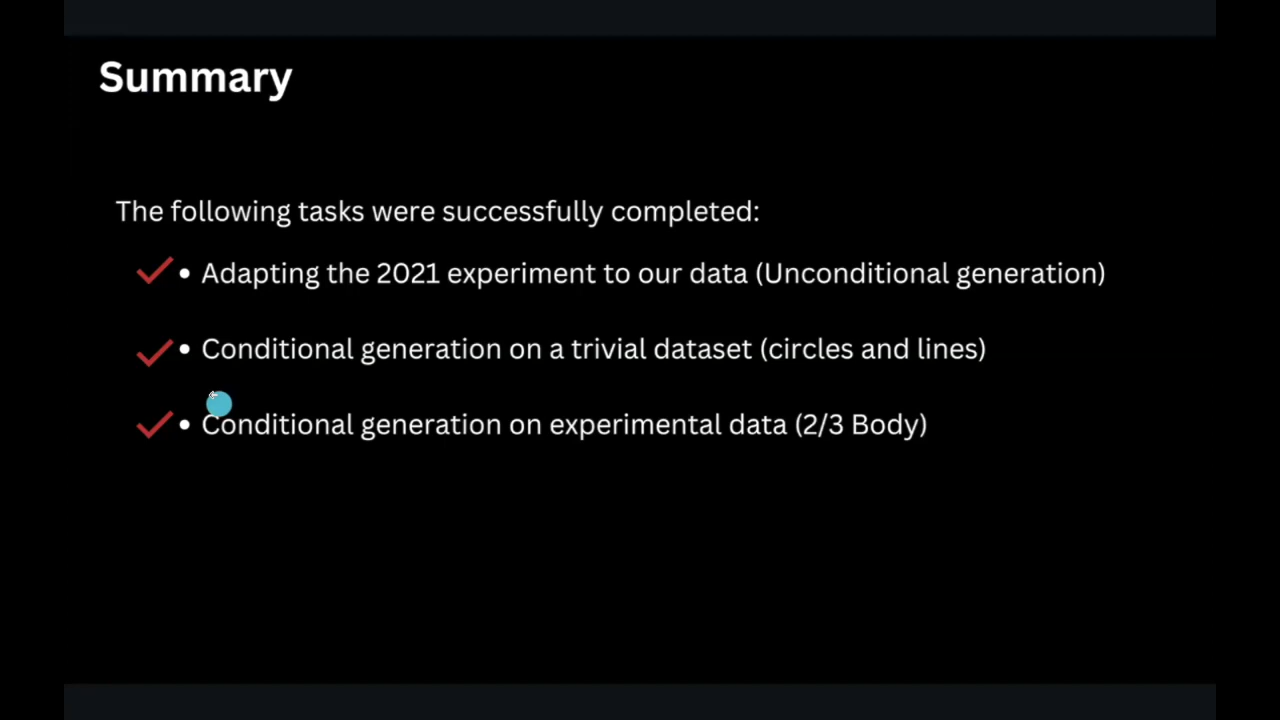 Summary
The following tasks were successfully completed:
• Adapting the 2021 experiment to our data (Unconditional generation)
• Conditional generation on a trivial dataset (circles and lines)
• Conditional generation on experimental data (2/3 Body)